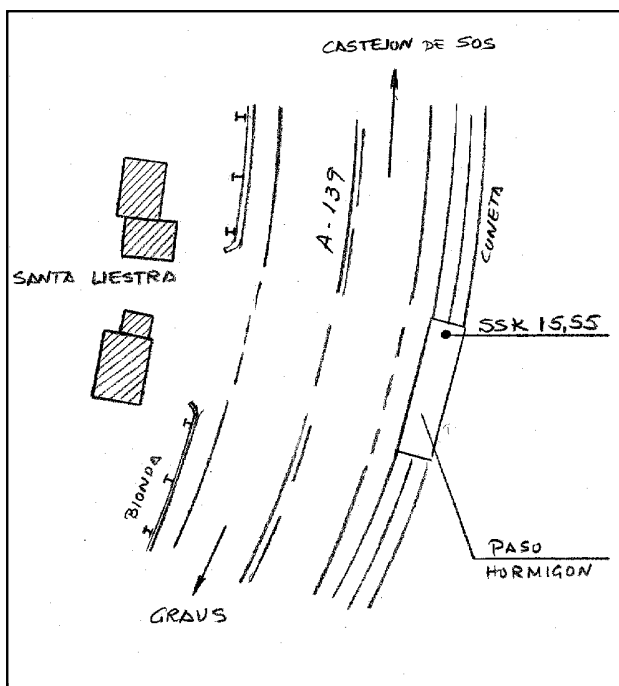 CASTEJON DE SOS
A-139
CUNETA
SANTA LIESTRA
SSK 15,55
BIONDA
PASO
HORMIGON
GRAUS